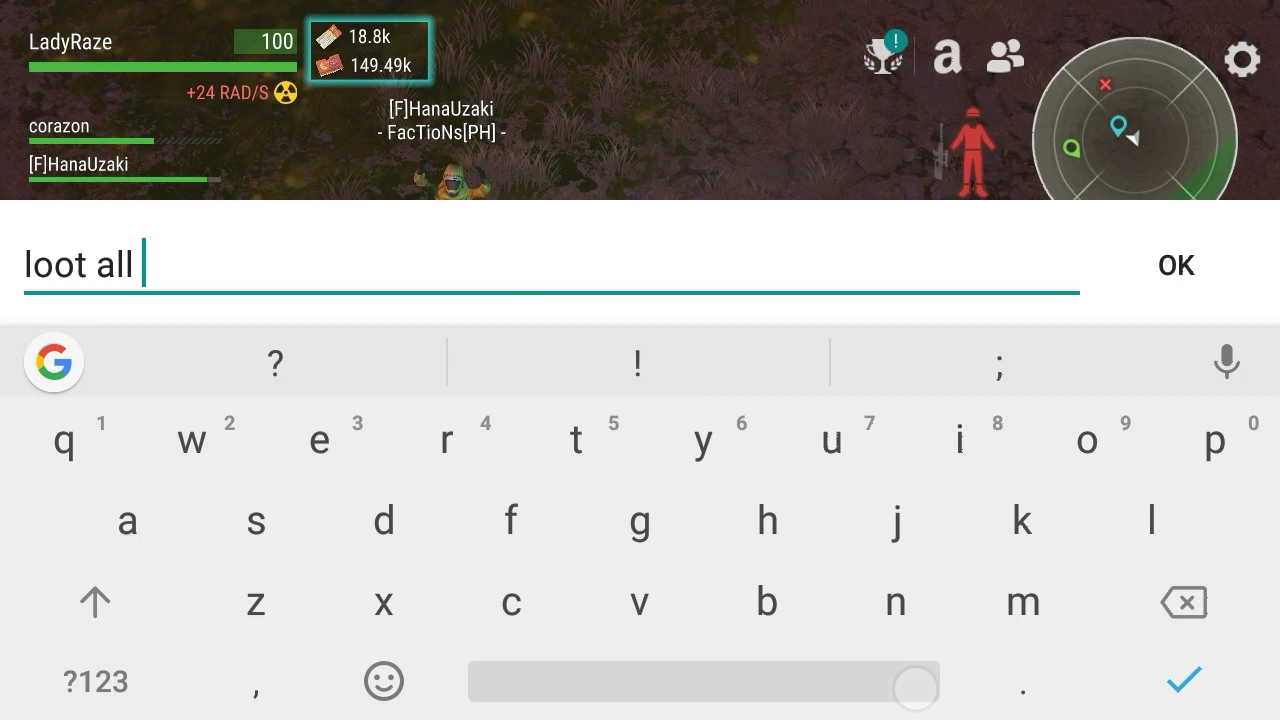 LadyRaze 100
18.8k
149.49k
+24 RAD/S
corazon
[F]HanaUzaki
[F]HanaUzaki
- FacTioNs[PH] -
!
a
loot all
OK
G ? ! ;
q 1 w 2 e 3 r 4 t 5 y 6 u 7 i 8 o 9 p 0
a s d f g h j k l
z x c v b n m
?123 , .